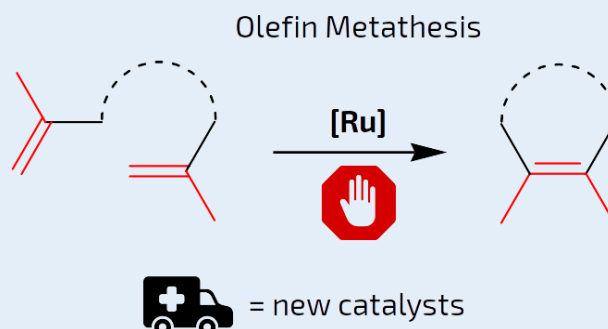 Olefin Metathesis
[Ru]
= new catalysts